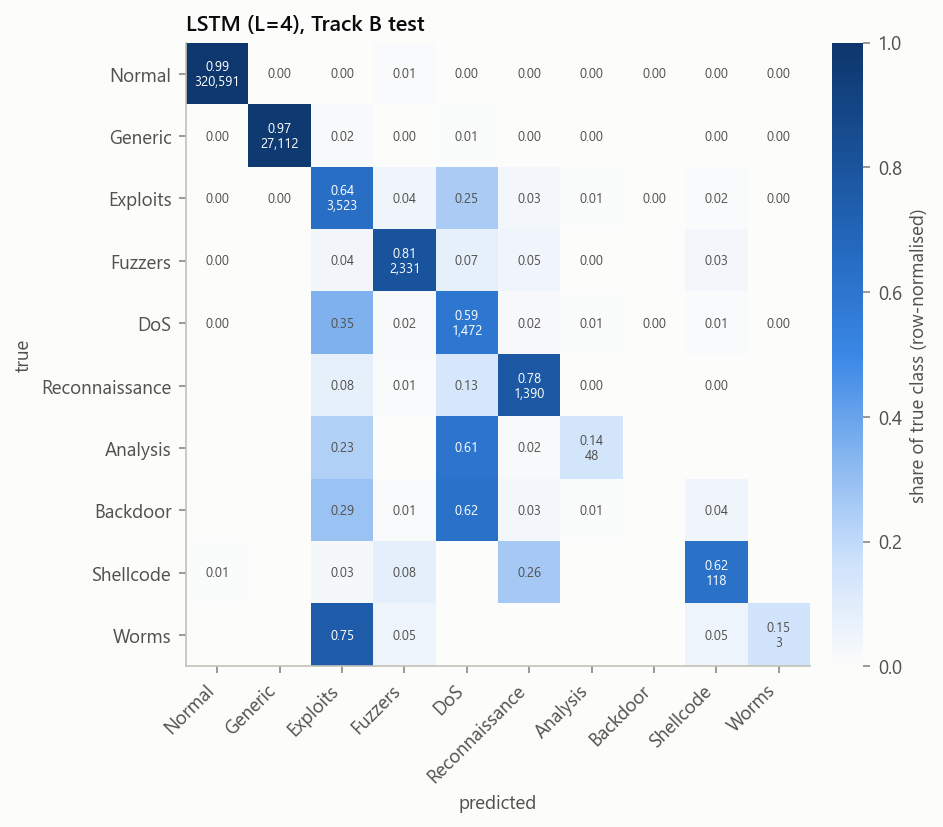 LSTM (L=4), Track B test
Normal 0.99 0.00 0.00 0.01 0.00 0.00 0.00 0.00 0.00 0.00
320,591
Generic 0.00 0.97 0.02 0.00 0.01 0.00 0.00 0.00 0.00
27,112
Exploits 0.00 0.00 0.64 0.04 0.25 0.03 0.01 0.00 0.02 0.00
3,523
Fuzzers 0.00 0.04 0.81 0.07 0.05 0.00 0.03
2,331
DoS 0.00 0.35 0.02 0.59 0.02 0.01 0.00 0.01 0.00
1,472
Reconnaissance 0.08 0.01 0.13 0.78 0.00 0.00
1,390
Analysis 0.23 0.61 0.02 0.14
48
Backdoor 0.29 0.01 0.62 0.03 0.01 0.04
Shellcode 0.01 0.03 0.08 0.26 0.62
118
Worms 0.75 0.05 0.05 0.15
3
true
Normal Generic Exploits Fuzzers DoS Reconnaissance Analysis Backdoor Shellcode Worms
predicted
1.0
0.8
0.6
0.4
0.2
0.0
share of true class (row-normalised)